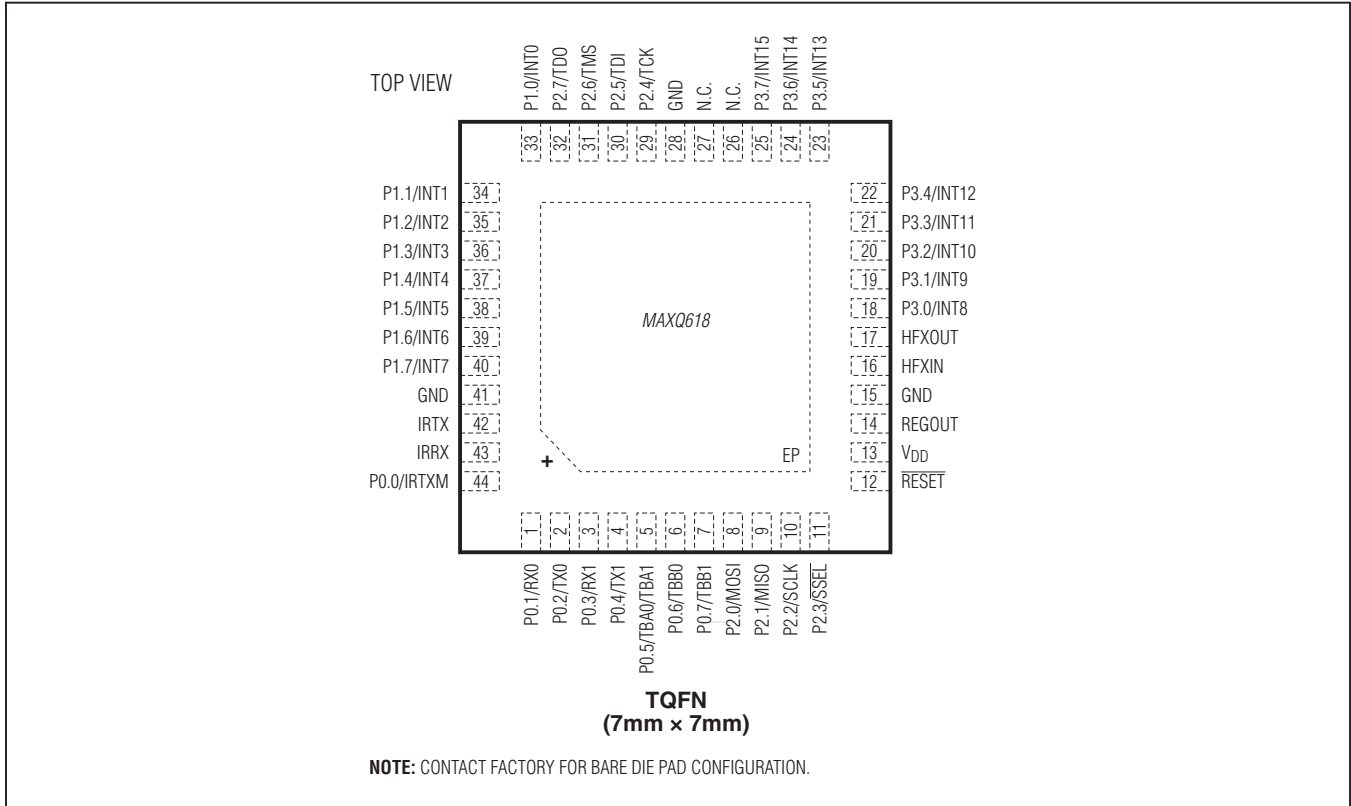 TOP VIEW
P1.0/INT0
P2.7/TDO
P2.6/TMS
P2.5/TDI
P2.4/TCK
GND
N.C.
N.C.
P3.7/INT15
P3.6/INT14
P3.5/INT13
33
32
31
30
29
28
27
26
25
24
23
P1.1/INT1 34
P1.2/INT2 35
P1.3/INT3 36
P1.4/INT4 37
P1.5/INT5 38
P1.6/INT6 39
P1.7/INT7 40
GND 41
IRTX 42
IRRX 43
P0.0/IRTXM 44
MAXQ618
EP
+
22 P3.4/INT12
21 P3.3/INT11
20 P3.2/INT10
19 P3.1/INT9
18 P3.0/INT8
17 HFXOUT
16 HFXIN
15 GND
14 REGOUT
13 VDD
12 RESET
1
2
3
4
5
6
7
8
9
10
11
P0.1/RX0
P0.2/TX0
P0.3/RX1
P0.4/TX1
P0.5/TBA0/TBA1
P0.6/TBB0
P0.7/TBB1
P2.0/MOSI
P2.1/MISO
P2.2/SCLK
P2.3/SSEL
TQFN
(7mm × 7mm)
NOTE: CONTACT FACTORY FOR BARE DIE PAD CONFIGURATION.